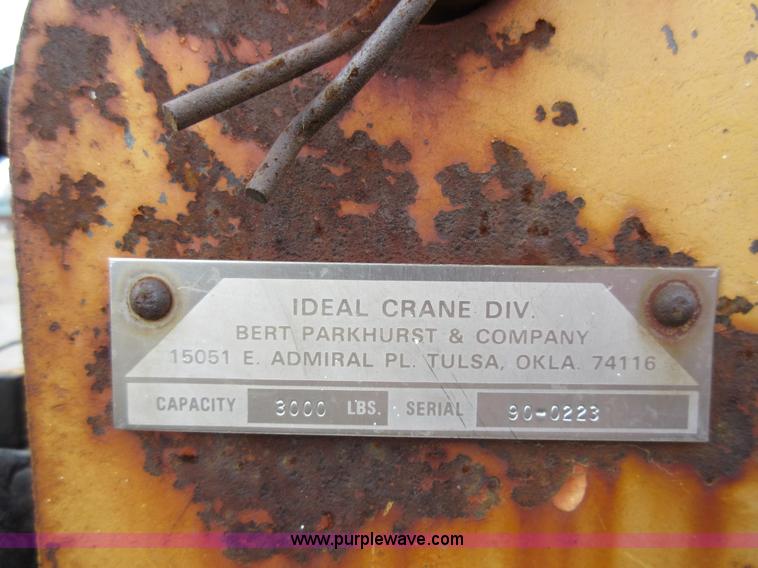 IDEAL CRANE DIV.
BERT PARKHURST & COMPANY
15051 E. ADMIRAL PL. TULSA, OKLA. 74116
CAPACITY 3000 LBS. SERIAL 90-0223
www.purplewave.com